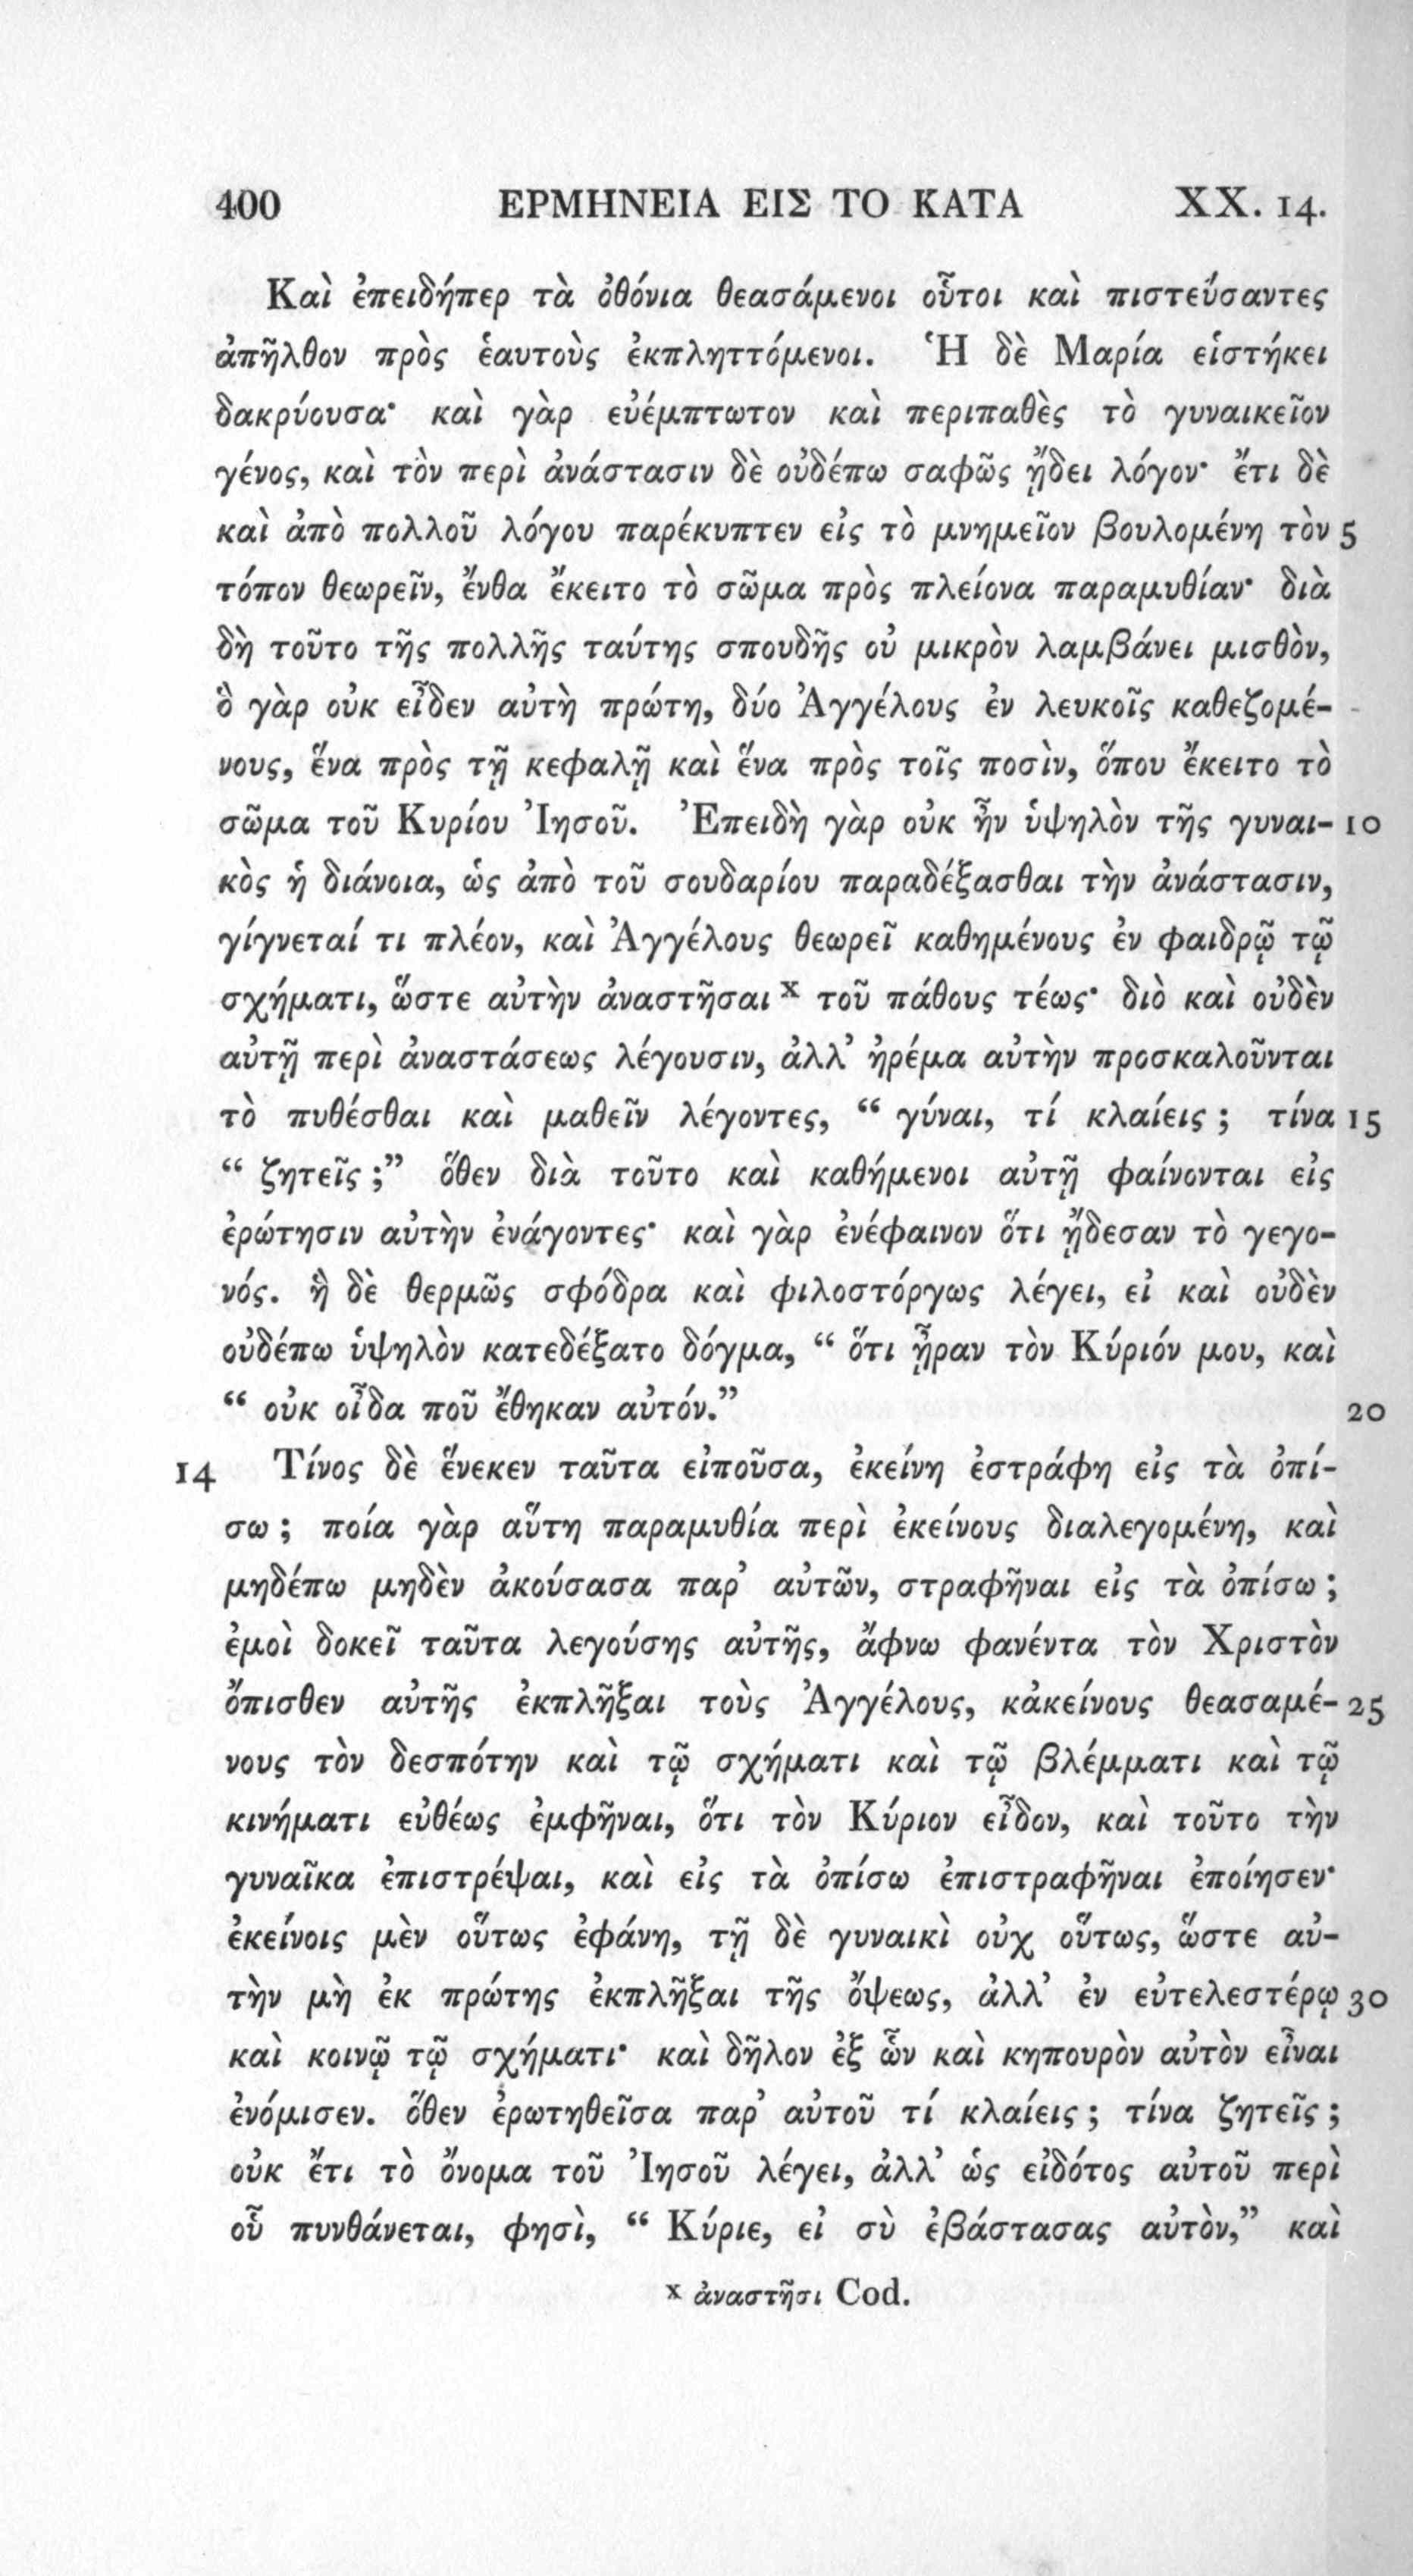 400 ΕΡΜΗΝΕΙΑ ΕΙΣ ΤΟ ΚΑΤΑ XX. 14.
Καὶ ἐπειδήπερ τὰ ὀθόνια θεασάμενοι οὗτοι καὶ πιστεύσαντες
ἀπῆλθον πρὸς ἑαυτοὺς ἐκπληττόμενοι. Ἡ δὲ Μαρία εἱστήκει
δακρύουσα· καὶ γὰρ εὐέμπτωτον καὶ περιπαθὲς τὸ γυναικεῖον
γένος, καὶ τὸν περὶ ἀνάστασιν δὲ οὐδέπω σαφῶς ᾔδει λόγον· ἔτι δὲ
καὶ ἀπὸ πολλοῦ λόγου παρέκυπτεν εἰς τὸ μνημεῖον βουλομένη τὸν 5
τόπον θεωρεῖν, ἔνθα ἔκειτο τὸ σῶμα πρὸς πλείονα παραμυθίαν· διὰ
δὴ τοῦτο τῆς πολλῆς ταύτης σπουδῆς οὐ μικρὸν λαμβάνει μισθὸν,
ὃ γὰρ οὐκ εἶδεν αὐτὴ πρώτη, δύο Ἀγγέλους ἐν λευκοῖς καθεζομέ-
νους, ἕνα πρὸς τῇ κεφαλῇ καὶ ἕνα πρὸς τοῖς ποσὶν, ὅπου ἔκειτο τὸ
σῶμα τοῦ Κυρίου Ἰησοῦ. Ἐπειδὴ γὰρ οὐκ ἦν ὑψηλὸν τῆς γυναι- 10
κὸς ἡ διάνοια, ὡς ἀπὸ τοῦ σουδαρίου παραδέξασθαι τὴν ἀνάστασιν,
γίγνεταί τι πλέον, καὶ Ἀγγέλους θεωρεῖ καθημένους ἐν φαιδρῷ τῷ
σχήματι, ὥστε αὐτὴν ἀναστῆσαι x τοῦ πάθους τέως· διὸ καὶ οὐδὲν
αὐτῇ περὶ ἀναστάσεως λέγουσιν, ἀλλ’ ἠρέμα αὐτὴν προσκαλοῦνται
τὸ πυθέσθαι καὶ μαθεῖν λέγοντες, “ γύναι, τί κλαίεις ; τίνα 15
“ ζητεῖς ;” ὅθεν διὰ τοῦτο καὶ καθήμενοι αὐτῇ φαίνονται εἰς
ἐρώτησιν αὐτὴν ἐνάγοντες· καὶ γὰρ ἐνέφαινον ὅτι ᾔδεσαν τὸ γεγο-
νός. ἣ δὲ θερμῶς σφόδρα καὶ φιλοστόργως λέγει, εἰ καὶ οὐδὲν
οὐδέπω ὑψηλὸν κατεδέξατο δόγμα, “ ὅτι ᾖραν τὸν Κύριόν μου, καὶ
“ οὐκ οἶδα ποῦ ἔθηκαν αὐτόν.” 20
14 Τίνος δὲ ἕνεκεν ταῦτα εἰποῦσα, ἐκείνη ἐστράφη εἰς τὰ ὀπί-
σω ; ποία γὰρ αὕτη παραμυθία περὶ ἐκείνους διαλεγομένη, καὶ
μηδέπω μηδὲν ἀκούσασα παρ’ αὐτῶν, στραφῆναι εἰς τὰ ὀπίσω ;
ἐμοὶ δοκεῖ ταῦτα λεγούσης αὐτῆς, ἄφνω φανέντα τὸν Χριστὸν
ὄπισθεν αὐτῆς ἐκπλῆξαι τοὺς Ἀγγέλους, κἀκείνους θεασαμέ- 25
νους τὸν δεσπότην καὶ τῷ σχήματι καὶ τῷ βλέμματι καὶ τῷ
κινήματι εὐθέως ἐμφῆναι, ὅτι τὸν Κύριον εἶδον, καὶ τοῦτο τὴν
γυναῖκα ἐπιστρέψαι, καὶ εἰς τὰ ὀπίσω ἐπιστραφῆναι ἐποίησεν·
ἐκείνοις μὲν οὕτως ἐφάνη, τῇ δὲ γυναικὶ οὐχ οὕτως, ὥστε αὐ-
τὴν μὴ ἐκ πρώτης ἐκπλῆξαι τῆς ὄψεως, ἀλλ’ ἐν εὐτελεστέρῳ 30
καὶ κοινῷ τῷ σχήματι· καὶ δῆλον ἐξ ὧν καὶ κηπουρὸν αὐτὸν εἶναι
ἐνόμισεν. ὅθεν ἐρωτηθεῖσα παρ’ αὐτοῦ τί κλαίεις ; τίνα ζητεῖς ;
οὐκ ἔτι τὸ ὄνομα τοῦ Ἰησοῦ λέγει, ἀλλ’ ὡς εἰδότος αὐτοῦ περὶ
οὗ πυνθάνεται, φησὶ, “ Κύριε, εἰ σὺ ἐβάστασας αὐτὸν,” καὶ
x ἀναστῆσι Cod.